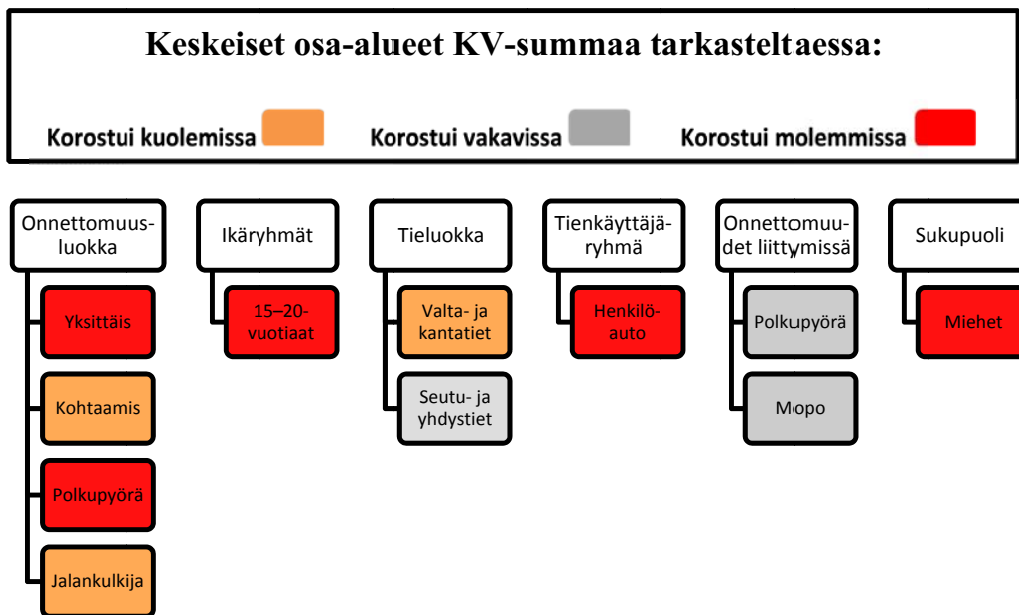 Keskeiset osa-alueet KV-summaa tarkasteltaessa:
Korostui kuolemissa
Korostui vakavissa
Korostui molemmissa
Onnettomuus-
luokka
Yksittäis
Kohtaamis
Polkupyörä
Jalankulkija
Ikäryhmät
15–20-
vuotiaat
Tieluokka
Valta- ja
kantatiet
Seutu- ja
yhdystiet
Tienkäyttäjä-
ryhmä
Henkilö-
auto
Onnettomuu-
det liittymissä
Polkupyörä
Mopo
Sukupuoli
Miehet